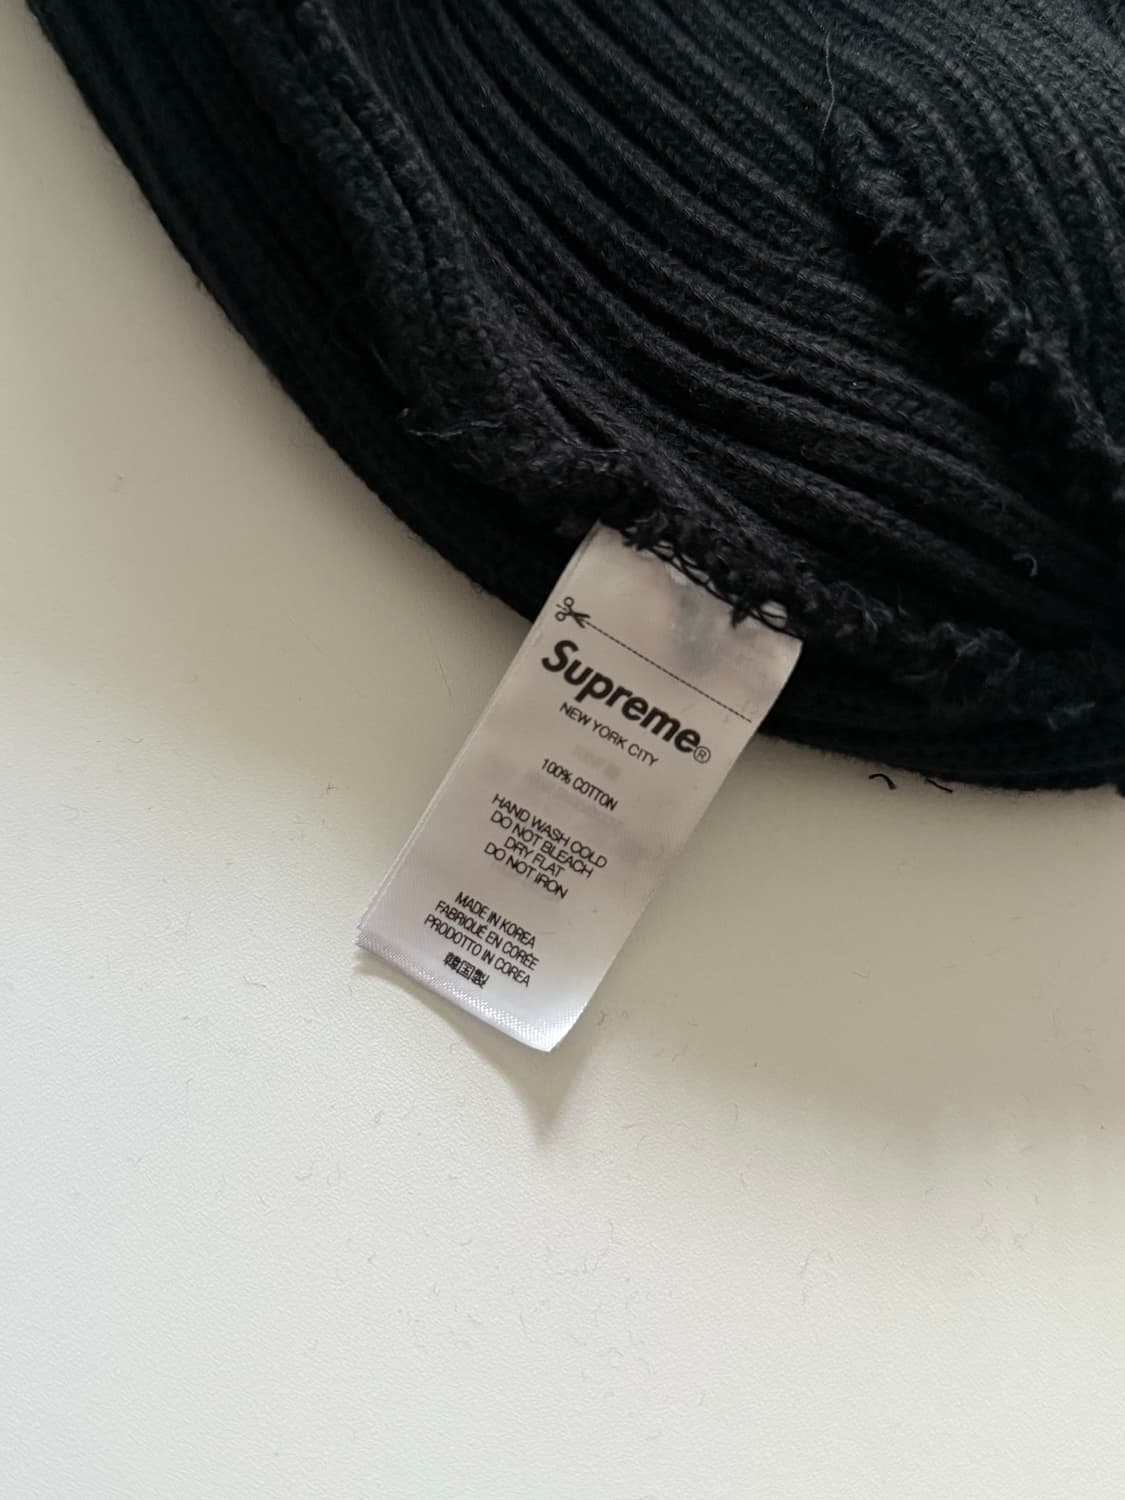 Supreme®
NEW YORK CITY
100% COTTON
HAND WASH COLD
DO NOT BLEACH
DRY FLAT
DO NOT IRON
MADE IN KOREA
FABRIQUÉ EN CORÉE
PRODOTTO IN COREA
韓国製